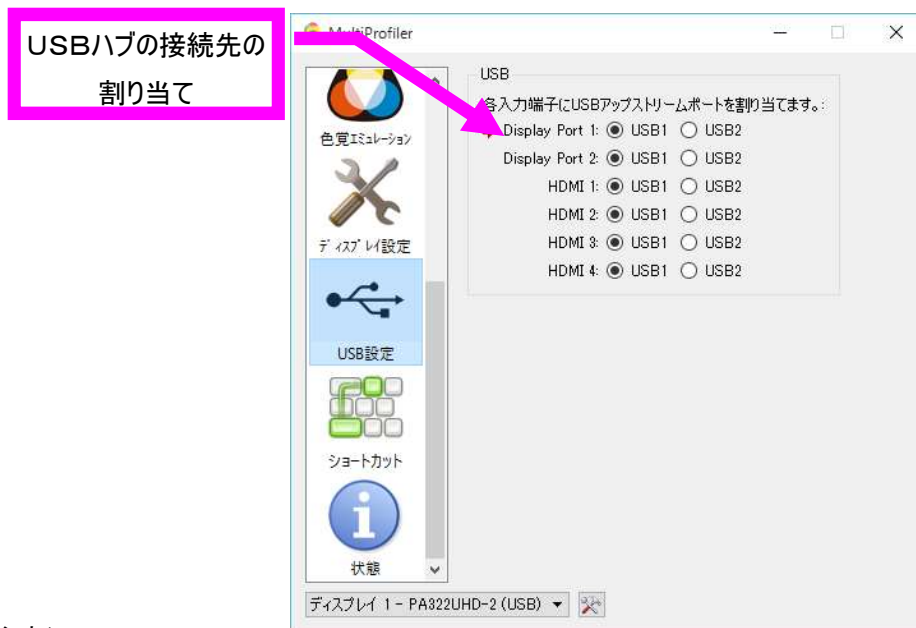 USBハブの接続先の
割り当て
MultiProfiler
USB
各入力端子にUSBアップストリームポートを割り当てます。:
Display Port 1: USB1 USB2
Display Port 2: USB1 USB2
HDMI 1: USB1 USB2
HDMI 2: USB1 USB2
HDMI 3: USB1 USB2
HDMI 4: USB1 USB2
色覚エミュレーション
ディスプレイ設定
USB設定
ショートカット
状態
ディスプレイ 1 - PA322UHD-2 (USB)